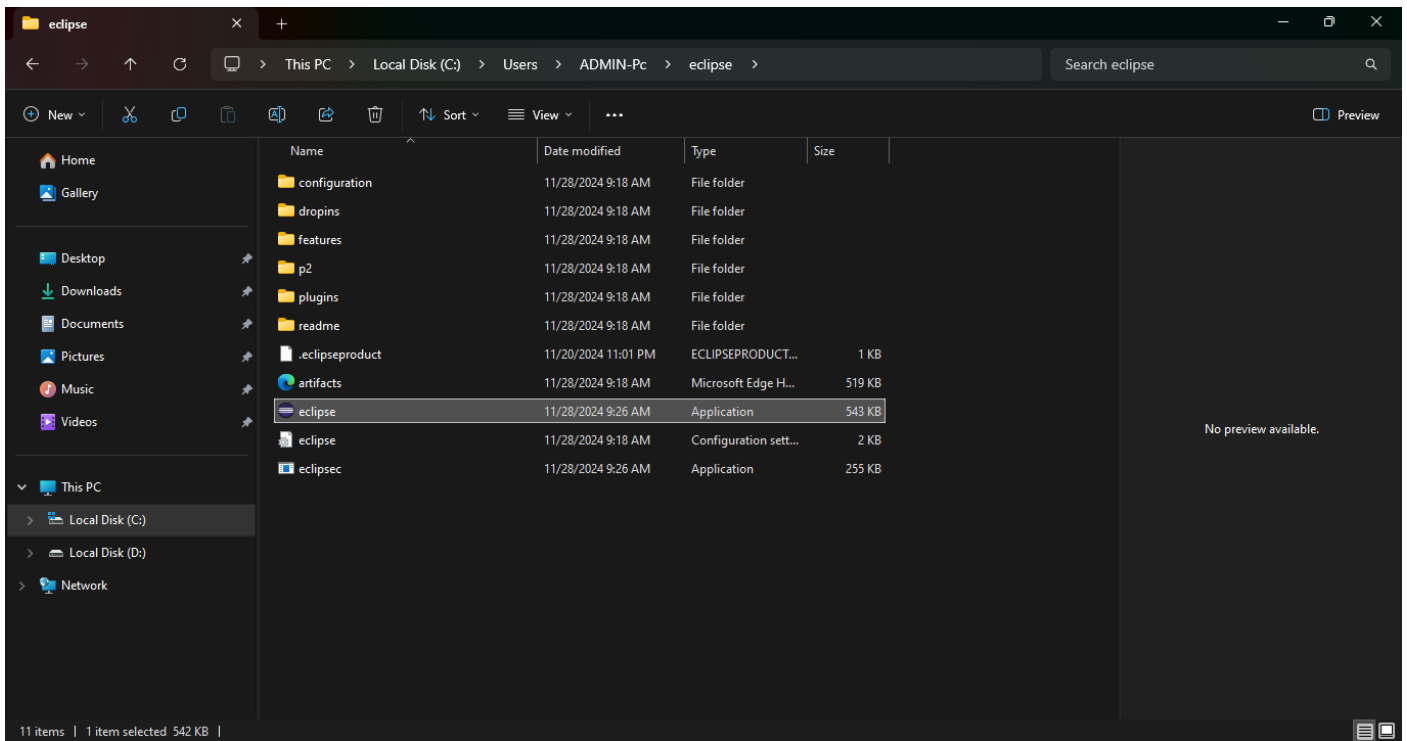 eclipse
This PC > Local Disk (C:) > Users > ADMIN-Pc > eclipse >
Search eclipse
New
Sort
View
Preview
Home
Gallery
Desktop
Downloads
Documents
Pictures
Music
Videos
This PC
Local Disk (C:)
Local Disk (D:)
Network
Name Date modified Type Size
configuration 11/28/2024 9:18 AM File folder
dropins 11/28/2024 9:18 AM File folder
features 11/28/2024 9:18 AM File folder
p2 11/28/2024 9:18 AM File folder
plugins 11/28/2024 9:18 AM File folder
readme 11/28/2024 9:18 AM File folder
.eclipseproduct 11/20/2024 11:01 PM ECLIPSEPRODUCT... 1 KB
artifacts 11/28/2024 9:18 AM Microsoft Edge H... 519 KB
eclipse 11/28/2024 9:26 AM Application 543 KB
eclipse 11/28/2024 9:18 AM Configuration sett... 2 KB
eclipsec 11/28/2024 9:26 AM Application 255 KB
No preview available.
11 items | 1 item selected 542 KB |